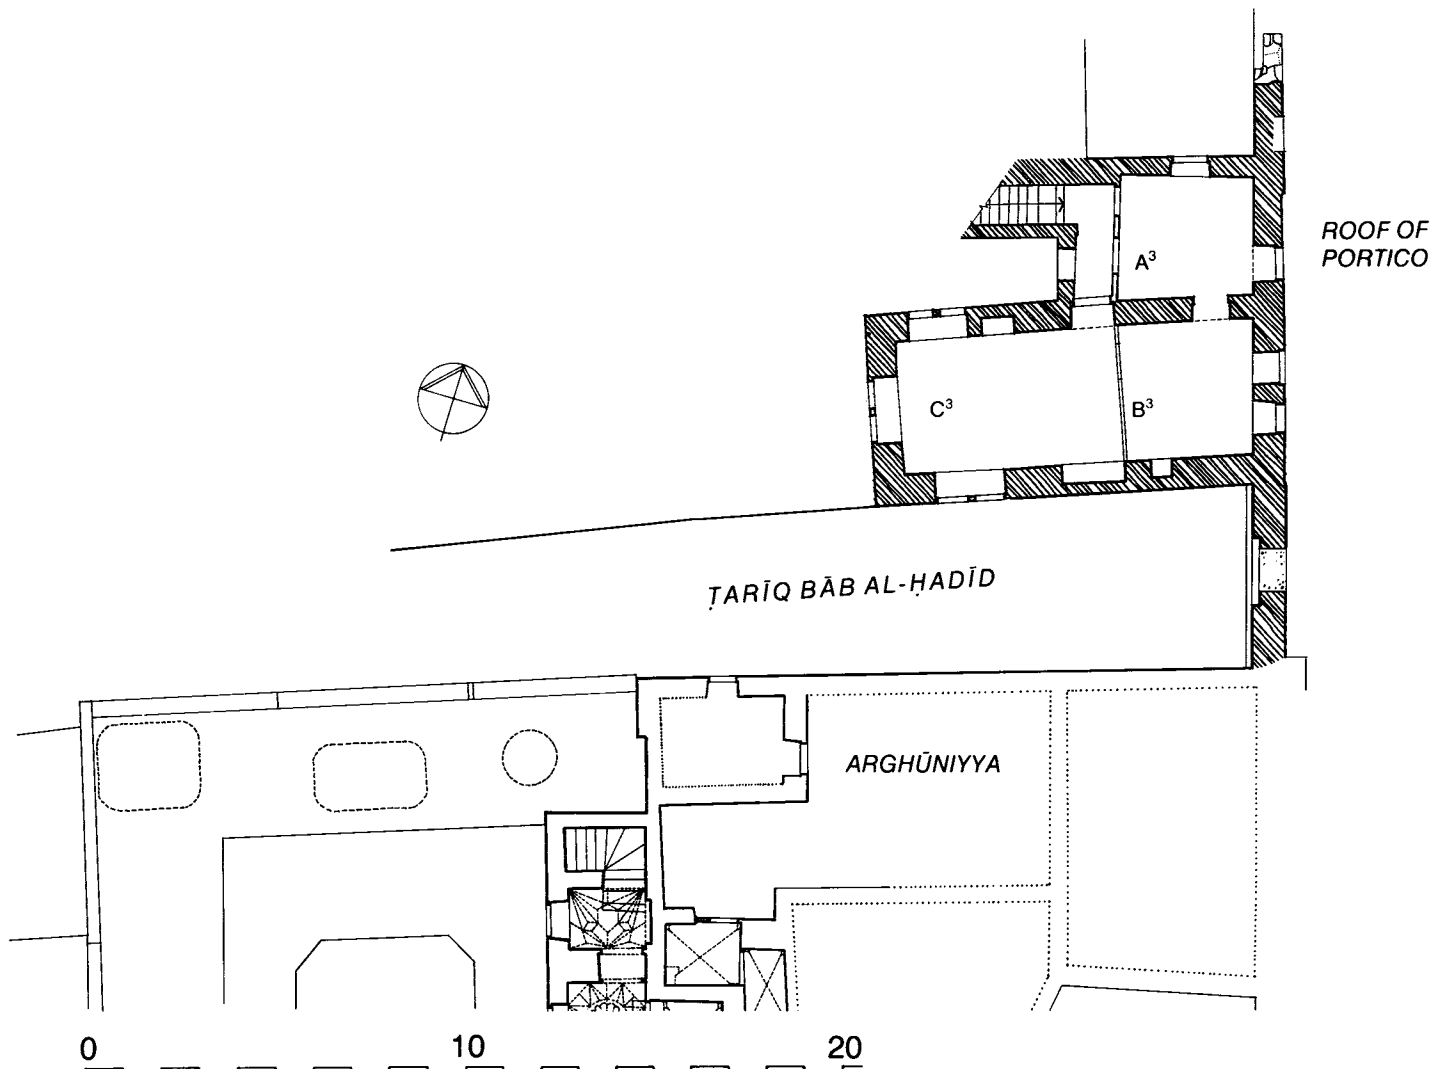 ROOF OF
PORTICO
A³
C³
B³
ṬARĪQ BĀB AL-ḤADĪD
ARGHŪNIYYA
0 10 20